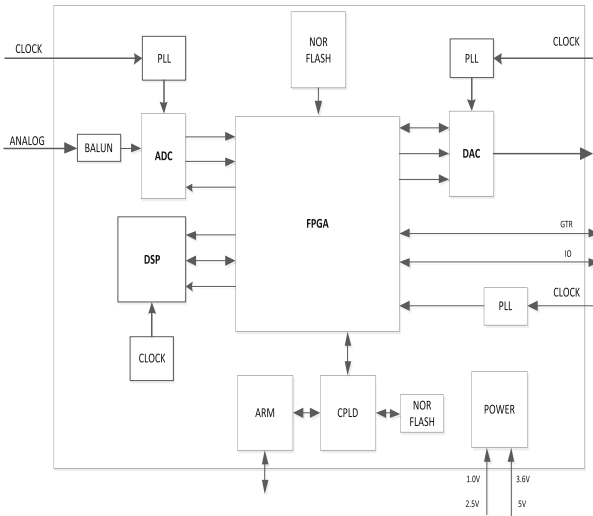 CLOCK
PLL
NOR
FLASH
PLL
CLOCK
ANALOG
BALUN
ADC
DAC
FPGA
GTR
DSP
IO
CLOCK
PLL
CLOCK
ARM
CPLD
NOR
FLASH
POWER
1.0V
3.6V
2.5V
5V